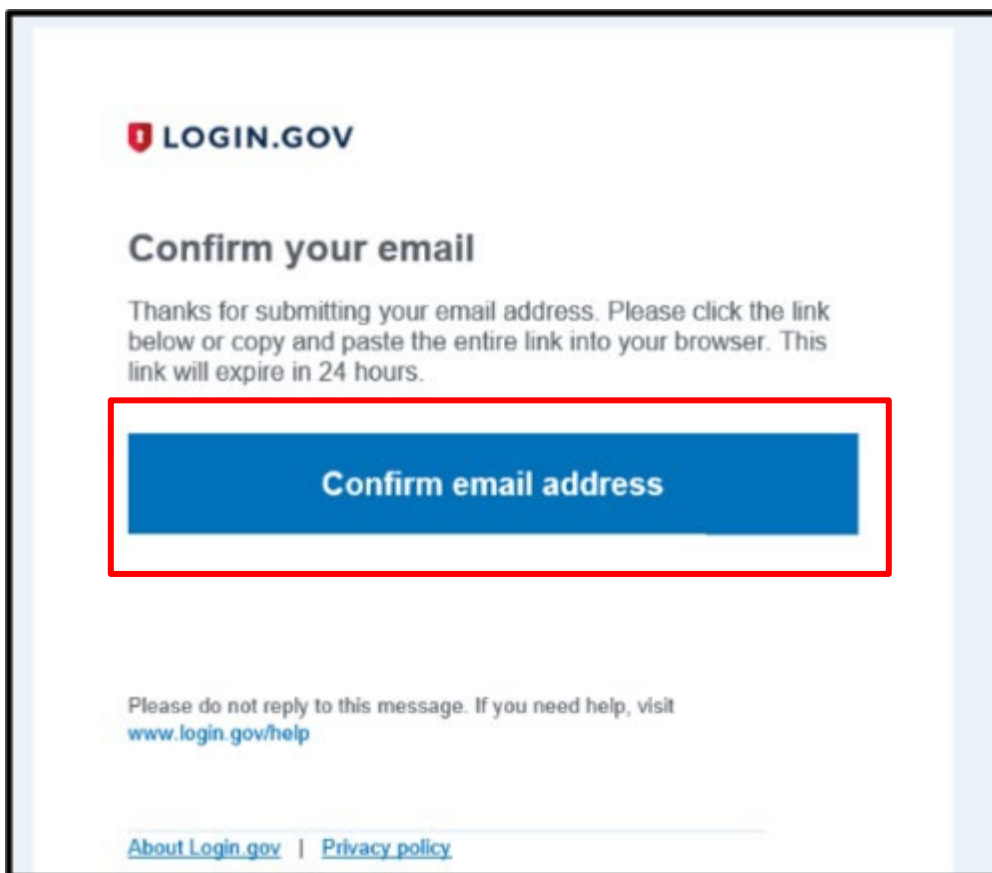 LOGIN.GOV
Confirm your email
Thanks for submitting your email address. Please click the link
below or copy and paste the entire link into your browser. This
link will expire in 24 hours.
Confirm email address
Please do not reply to this message. If you need help, visit
www.login.gov/help
About Login.gov | Privacy policy